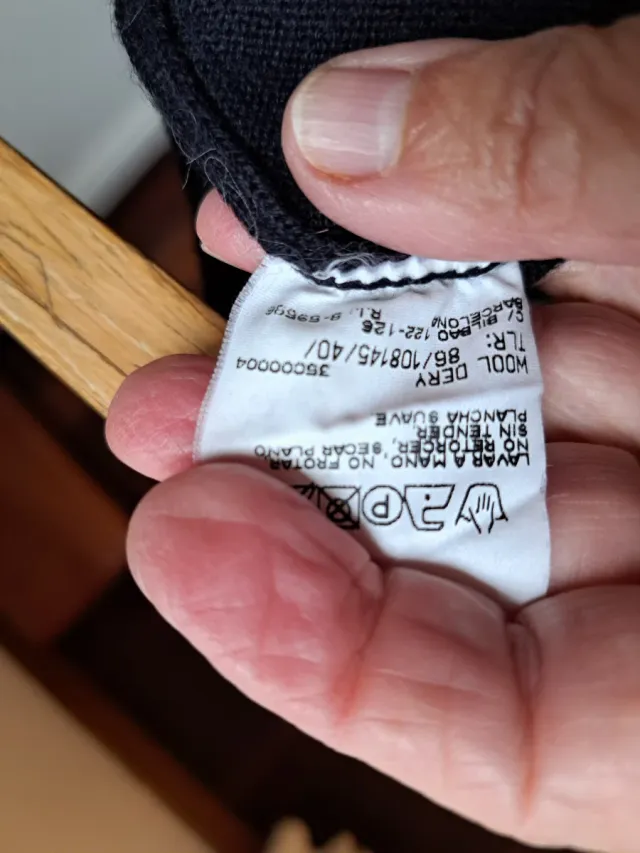 P
LAVAR A MANO, NO FROTAR,
NO RETORCER, SECAR PLANO
SIN TENDER
PLANCHA SUAVE.
WOOL DERY 35000004
86/108145/40/
TLR:
C/ BILBAO 122-126
BARCELONA R.I.